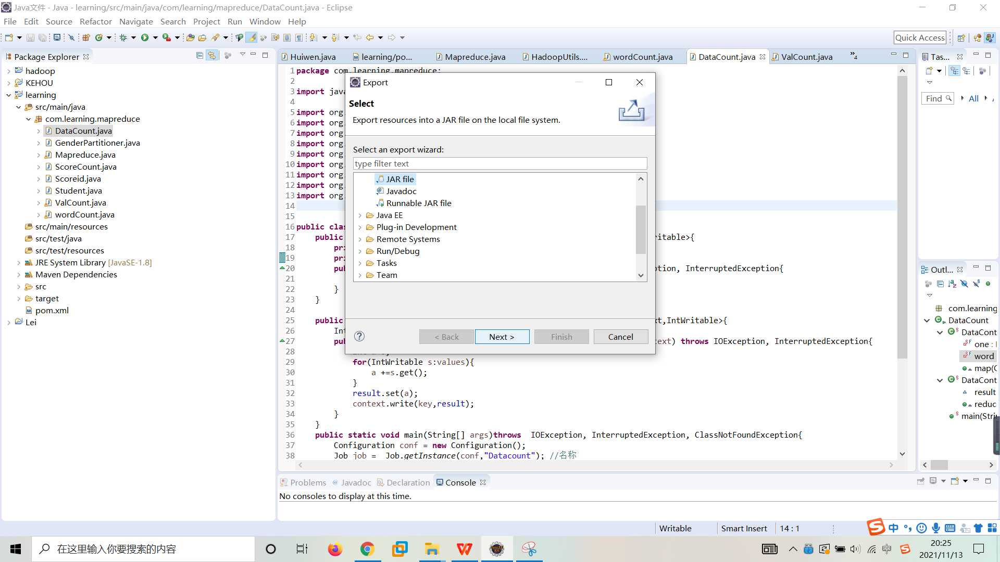 Java文件 - Java - learning/src/main/java/com/learning/mapreduce/DataCount.java - Eclipse
File Edit Source Refactor Navigate Search Project Run Window Help
Quick Access
Package Explorer
hadoop
KEHOU
learning
src/main/java
com.learning.mapreduce
DataCount.java
GenderPartitioner.java
Mapreduce.java
ScoreCount.java
Scoreid.java
Student.java
ValCount.java
wordCount.java
src/main/resources
src/test/java
src/test/resources
JRE System Library [JavaSE-1.8]
Maven Dependencies
src
target
pom.xml
Lei
Huiwen.java learning/po... Mapreduce.java HadoopUtils.... wordCount.java DataCount.java ValCount.java »4
1 package com.learning.mapreduce;
2
3 import java
4
5 import org.
6 import org.
7 import org.
8 import org.
9 import org.
10 import org.
11 import org.
12 import org.
13 import org.
14
15
16 public clas
17 public ritable>{
18 pri
19 pri
20 pub tion, InterruptedException{
21
22 }
23 }
24
25 public xt,IntWritable>{
26 Int
27 pub ext) throws IOException, InterruptedException{
28
29 for(IntWritable s:values){
30 a +=s.get();
31 }
32 result.set(a);
33 context.write(key,result);
34 }
35 }
36 public static void main(String[] args)throws IOException, InterruptedException, ClassNotFoundException{
37 Configuration conf = new Configuration();
38 Job job = Job.getInstance(conf,"Datacount"); //名称
Export
Select
Export resources into a JAR file on the local file system.
Select an export wizard:
type filter text
JAR file
Javadoc
Runnable JAR file
Java EE
Plug-in Development
Remote Systems
Run/Debug
Tasks
Team
< Back Next > Finish Cancel
Tas...
Find All
Outl...
com.learning
DataCount
DataCont
one :
word
map(
DataCont
result
reduc
main(Stri
Problems Javadoc Declaration Console
No consoles to display at this time.
Writable Smart Insert 14 : 1
中
在这里输入你要搜索的内容
中
20:25
2021/11/13